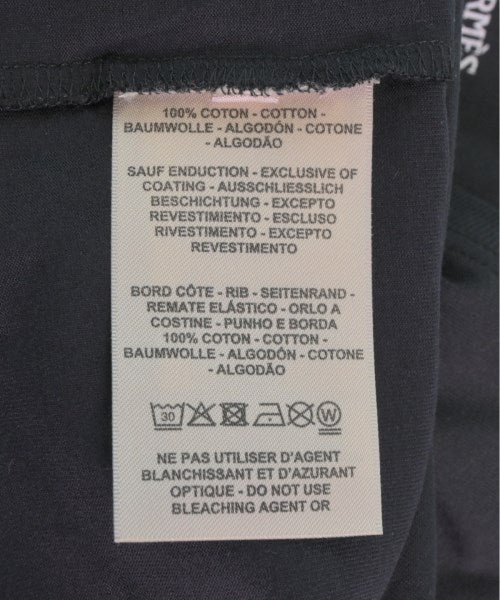 100% COTON - COTTON -
BAUMWOLLE - ALGODÓN - COTONE
- ALGODÃO
SAUF ENDUCTION - EXCLUSIVE OF
COATING - AUSSCHLIESSLICH
BESCHICHTUNG - EXCEPTO
REVESTIMIENTO - ESCLUSO
RIVESTIMENTO - EXCEPTO
REVESTIMENTO
BORD CÔTE - RIB - SEITENRAND -
REMATE ELÁSTICO - ORLO A
COSTINE - PUNHO E BORDA
100% COTON - COTTON -
BAUMWOLLE - ALGODÓN - COTONE
- ALGODÃO
30 W
NE PAS UTILISER D'AGENT
BLANCHISSANT ET D'AZURANT
OPTIQUE - DO NOT USE
BLEACHING AGENT OR
RMÈS